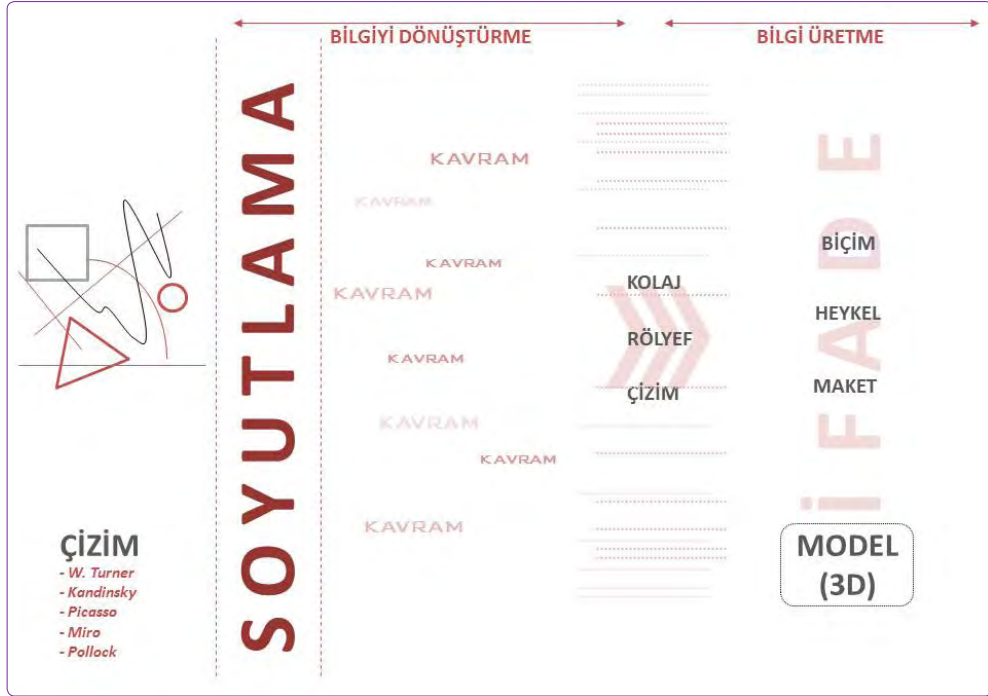 BİLGİYİ DÖNÜŞTÜRME
BİLGİ ÜRETME
SOYUTLAMA
KAVRAM
KAVRAM
KAVRAM
KAVRAM
KAVRAM
KAVRAM
KAVRAM
KAVRAM
KOLAJ
RÖLYEF
ÇİZİM
İFADE
BİÇİM
HEYKEL
MAKET
MODEL
(3D)
ÇİZİM
- W. Turner
- Kandinsky
- Picasso
- Miro
- Pollock